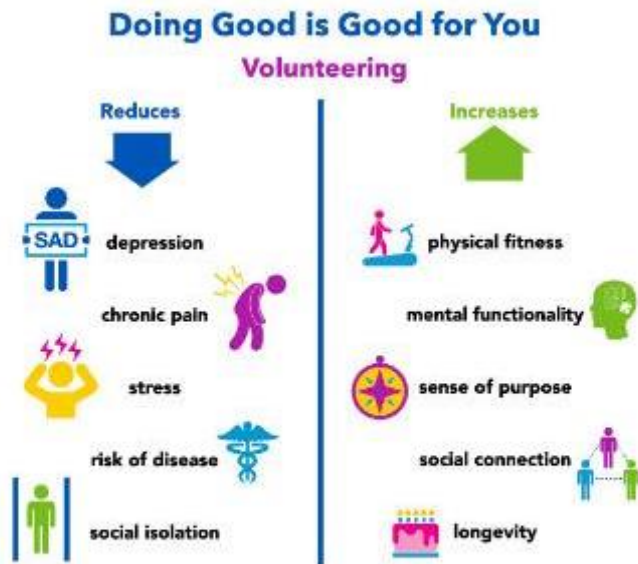 Doing Good is Good for You
Volunteering
Reduces
SAD
depression
chronic pain
stress
risk of disease
social isolation
Increases
physical fitness
mental functionality
sense of purpose
social connection
longevity